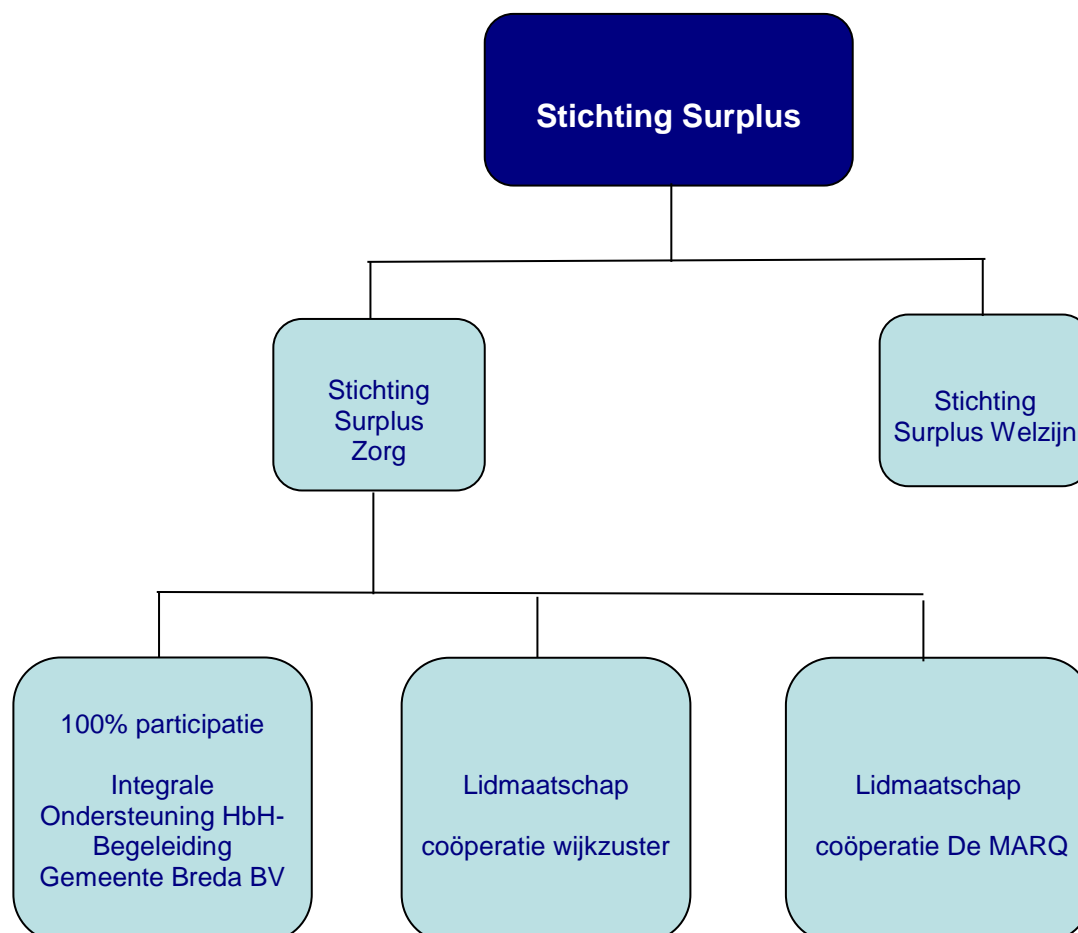 Stichting Surplus
Stichting
Surplus
Zorg
Stichting
Surplus Welzijn
100% participatie
Integrale
Ondersteuning HbH-
Begeleiding
Gemeente Breda BV
Lidmaatschap
coöperatie wijkzuster
Lidmaatschap
coöperatie De MARQ